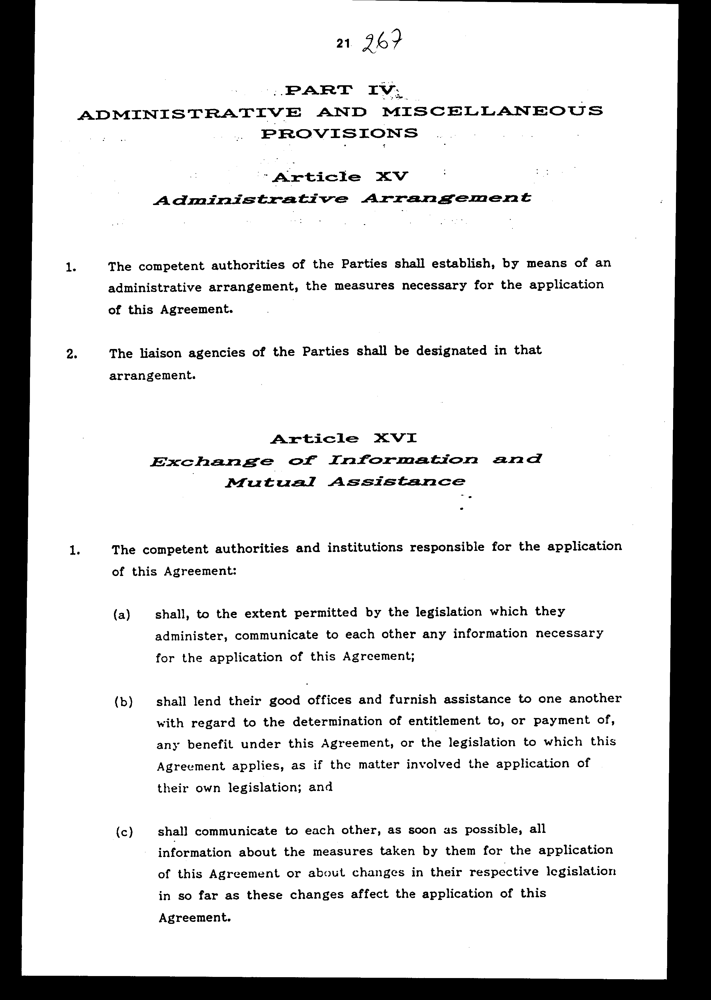 21 267
PART IV
ADMINISTRATIVE AND MISCELLANEOUS
PROVISIONS
Article XV
Administrative Arrangement
1. The competent authorities of the Parties shall establish, by means of an
administrative arrangement, the measures necessary for the application
of this Agreement.
2. The liaison agencies of the Parties shall be designated in that
arrangement.
Article XVI
Exchange of Information and
Mutual Assistance
1. The competent authorities and institutions responsible for the application
of this Agreement:
(a) shall, to the extent permitted by the legislation which they
administer, communicate to each other any information necessary
for the application of this Agreement;
(b) shall lend their good offices and furnish assistance to one another
with regard to the determination of entitlement to, or payment of,
any benefit under this Agreement, or the legislation to which this
Agreement applies, as if the matter involved the application of
their own legislation; and
(c) shall communicate to each other, as soon as possible, all
information about the measures taken by them for the application
of this Agreement or about changes in their respective legislation
in so far as these changes affect the application of this
Agreement.